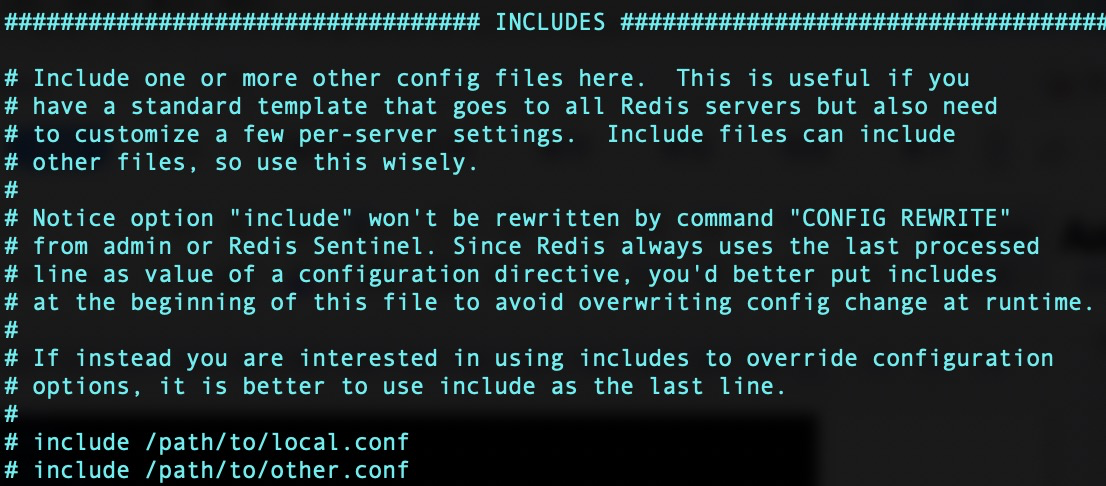 ################################## INCLUDES ###################################
# Include one or more other config files here.  This is useful if you
# have a standard template that goes to all Redis servers but also need
# to customize a few per-server settings.  Include files can include
# other files, so use this wisely.
#
# Notice option "include" won't be rewritten by command "CONFIG REWRITE"
# from admin or Redis Sentinel. Since Redis always uses the last processed
# line as value of a configuration directive, you'd better put includes
# at the beginning of this file to avoid overwriting config change at runtime.
#
# If instead you are interested in using includes to override configuration
# options, it is better to use include as the last line.
#
# include /path/to/local.conf
# include /path/to/other.conf